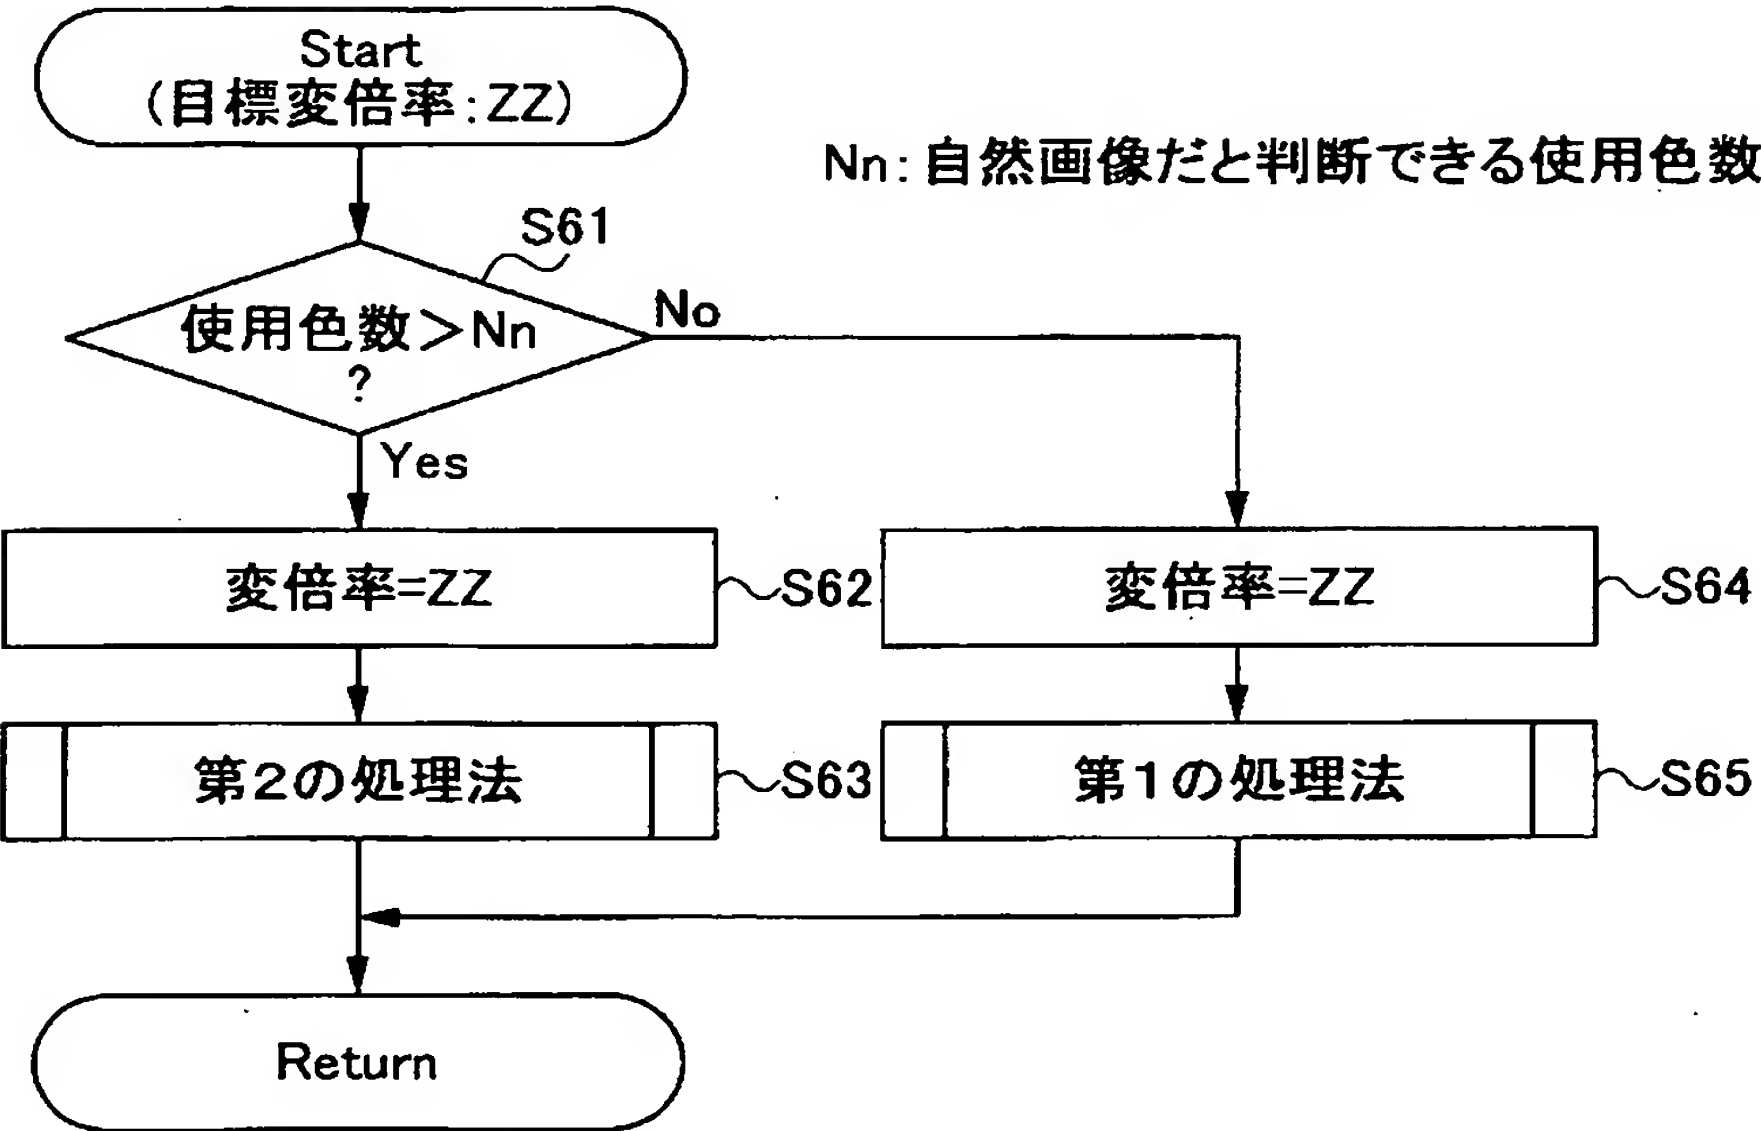 Start
(目標変倍率:ZZ)
Nn:自然画像だと判断できる使用色数
S61
使用色数>Nn
?
No
Yes
変倍率=ZZ
S62
変倍率=ZZ
S64
第2の処理法
S63
第1の処理法
S65
Return